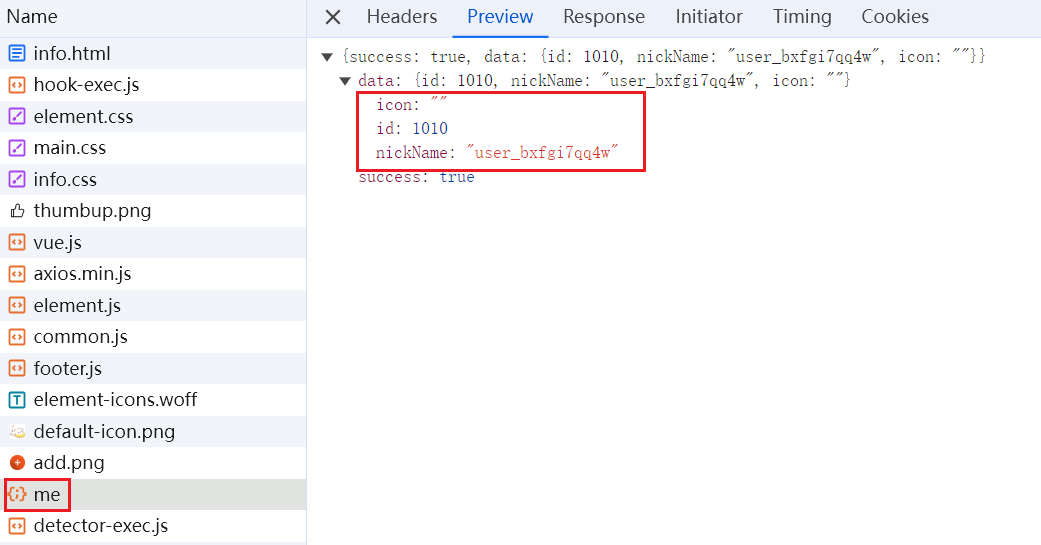 Name
info.html
hook-exec.js
element.css
main.css
info.css
thumbup.png
vue.js
axios.min.js
element.js
common.js
footer.js
element-icons.woff
default-icon.png
add.png
me
detector-exec.js
Headers Preview Response Initiator Timing Cookies
{success: true, data: {id: 1010, nickName: "user_bxfgi7qq4w", icon: ""}}
data: {id: 1010, nickName: "user_bxfgi7qq4w", icon: ""}
icon: ""
id: 1010
nickName: "user_bxfgi7qq4w"
success: true